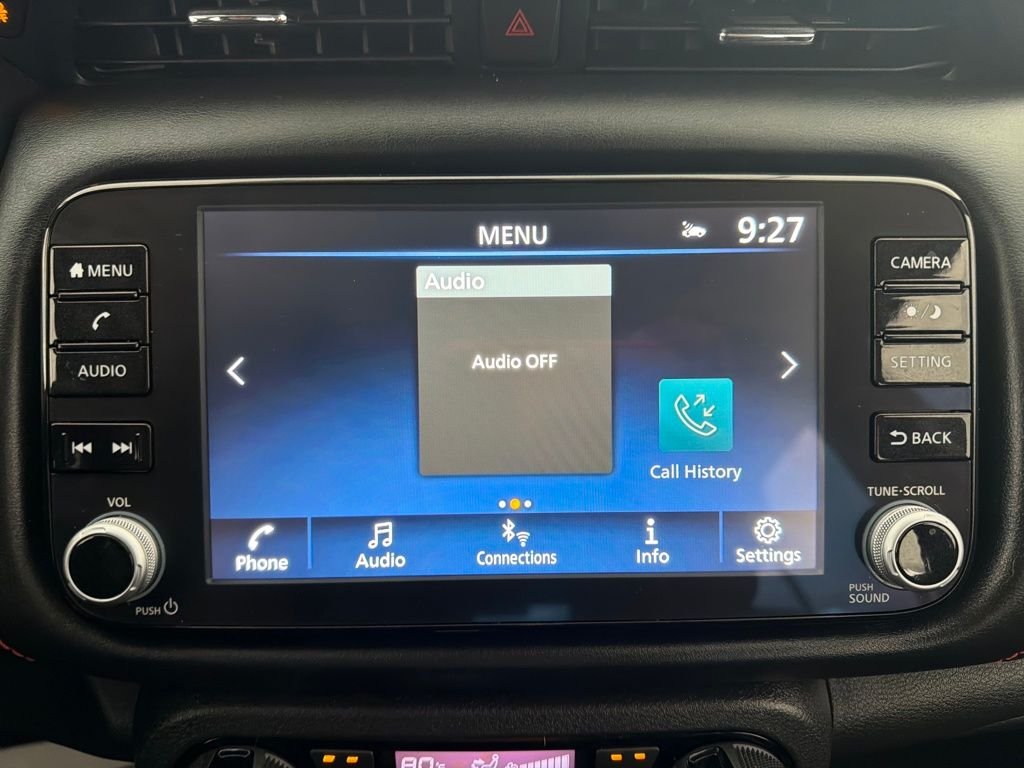 MENU
9:27
MENU
AUDIO
CAMERA
SETTING
BACK
Audio
Audio OFF
Call History
VOL
PUSH
TUNE·SCROLL
PUSH
SOUND
Phone
Audio
Connections
Info
Settings